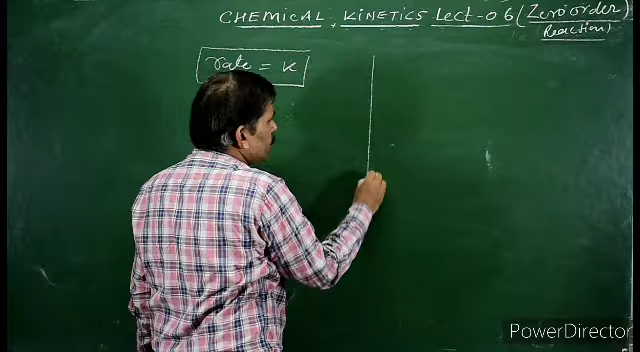 CHEMICAL KINETICS Lect-06 (Zero order
Reaction)
rate = K
PowerDirector